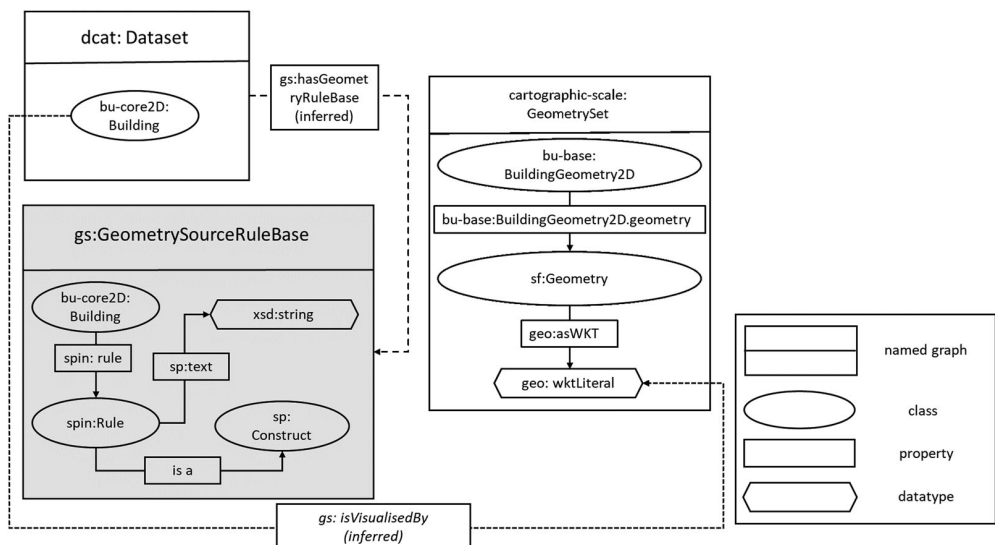 dcat: Dataset
bu-core2D:
Building
gs:hasGeomet
ryRuleBase
(inferred)
cartographic-scale:
GeometrySet
bu-base:
BuildingGeometry2D
bu-base:BuildingGeometry2D.geometry
sf:Geometry
geo:asWKT
geo: wktLiteral
gs:GeometrySourceRuleBase
bu-core2D:
Building
spin: rule
spin:Rule
sp:text
xsd:string
sp:
Construct
is a
gs: isVisualisedBy
(inferred)
named graph
class
property
datatype